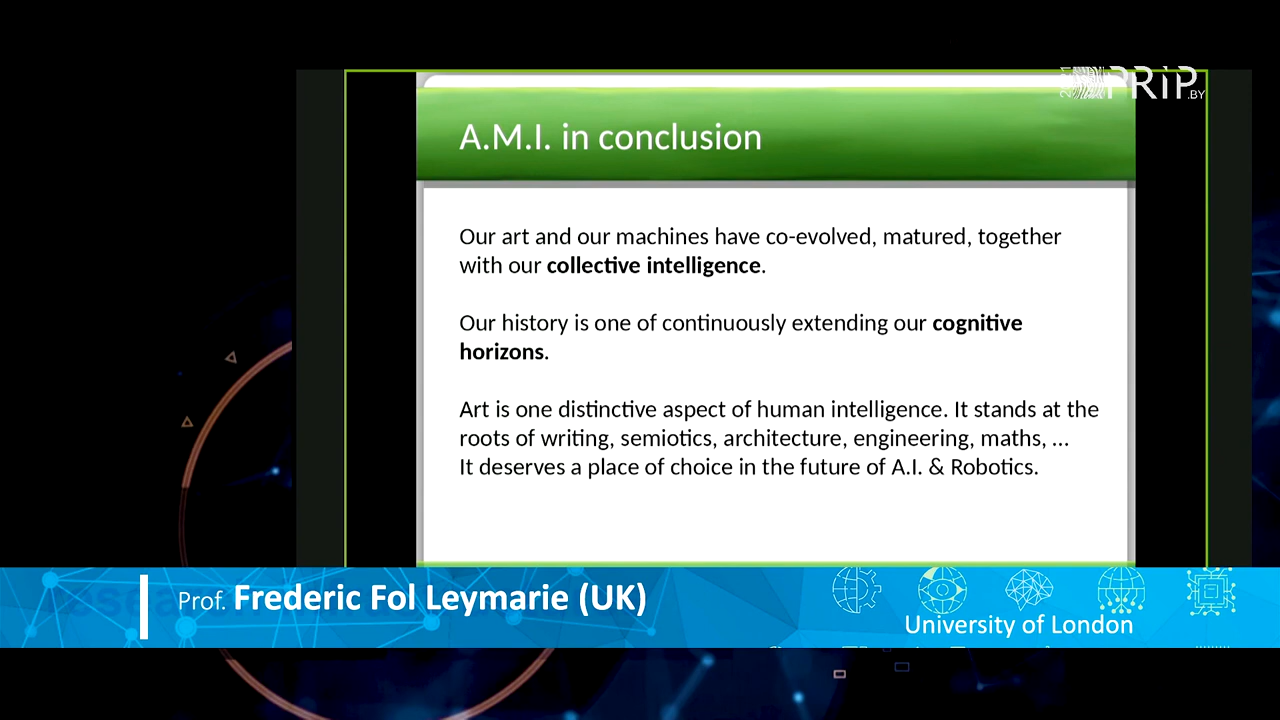 PRIP.BY
A.M.I. in conclusion
Our art and our machines have co-evolved, matured, together
with our collective intelligence.
Our history is one of continuously extending our cognitive
horizons.
Art is one distinctive aspect of human intelligence. It stands at the
roots of writing, semiotics, architecture, engineering, maths, ...
It deserves a place of choice in the future of A.I. & Robotics.
Prof. Frederic Fol Leymarie (UK)
University of London